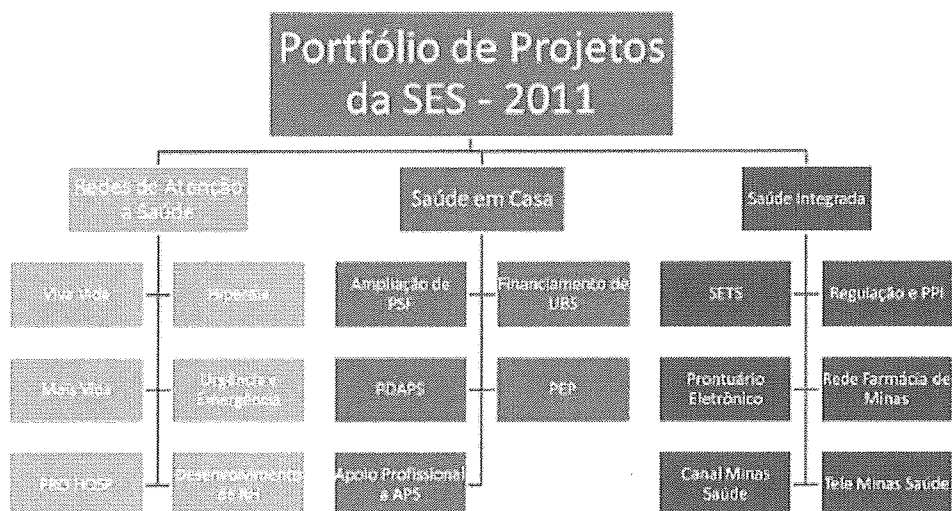 Portfólio de Projetos
da SES - 2011
Redes de Atenção
a Saúde
Saúde em Casa
Saúde Integrada
Viva Vida
Hiperdia
Mais Vida
Urgência e
Emergência
PRO HOSP
Desenvolvimento
de RH
Ampliação de
PSF
Financiamento de
UBS
PDAPS
PEP
Apoio Profissional
a APS
SETS
Regulação e PPI
Prontuário
Eletrônico
Rede Farmácia de
Minas
Canal Minas
Saúde
Tele Minas Saúde